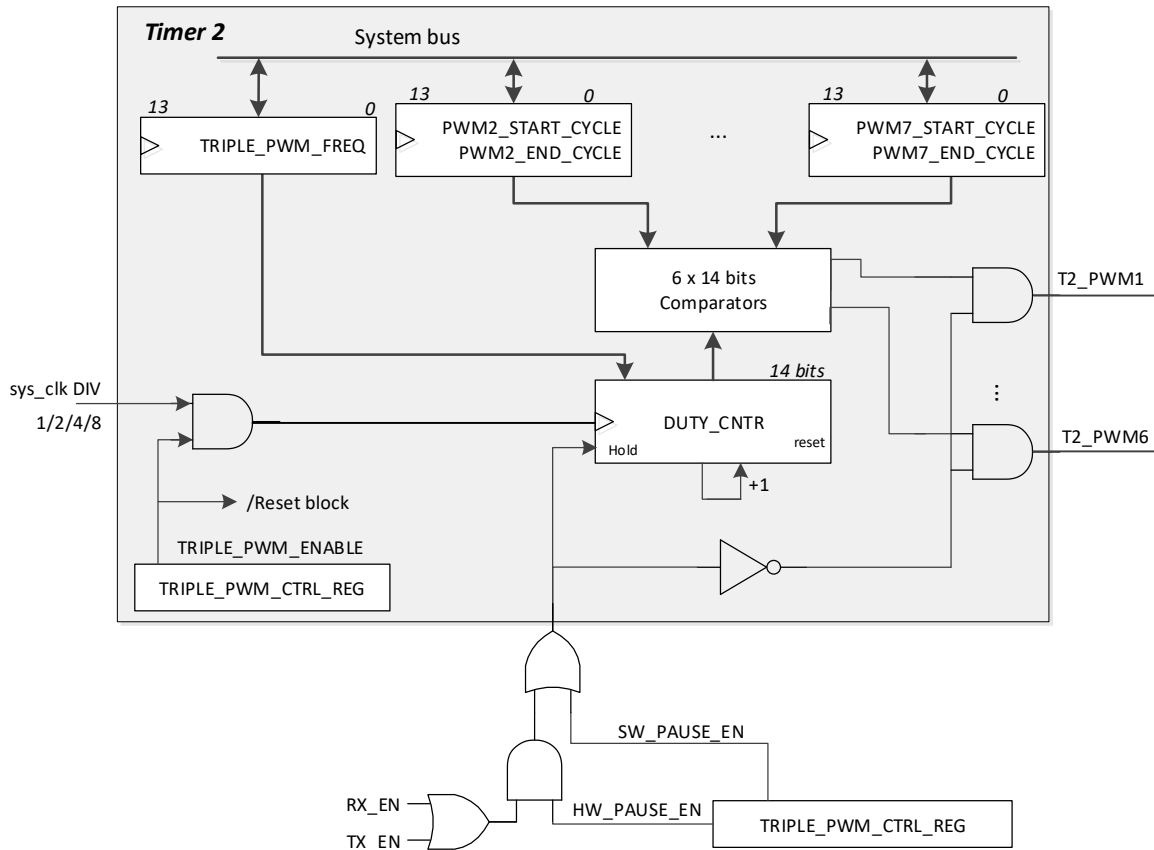 Timer 2
System bus
13
0
TRIPLE_PWM_FREQ
13
0
PWM2_START_CYCLE
PWM2_END_CYCLE
...
13
0
PWM7_START_CYCLE
PWM7_END_CYCLE
6 x 14 bits
Comparators
T2_PWM1
...
T2_PWM6
sys_clk DIV
1/2/4/8
14 bits
DUTY_CNTR
Hold
reset
+1
/Reset block
TRIPLE_PWM_ENABLE
TRIPLE_PWM_CTRL_REG
SW_PAUSE_EN
RX_EN
TX_EN
HW_PAUSE_EN
TRIPLE_PWM_CTRL_REG